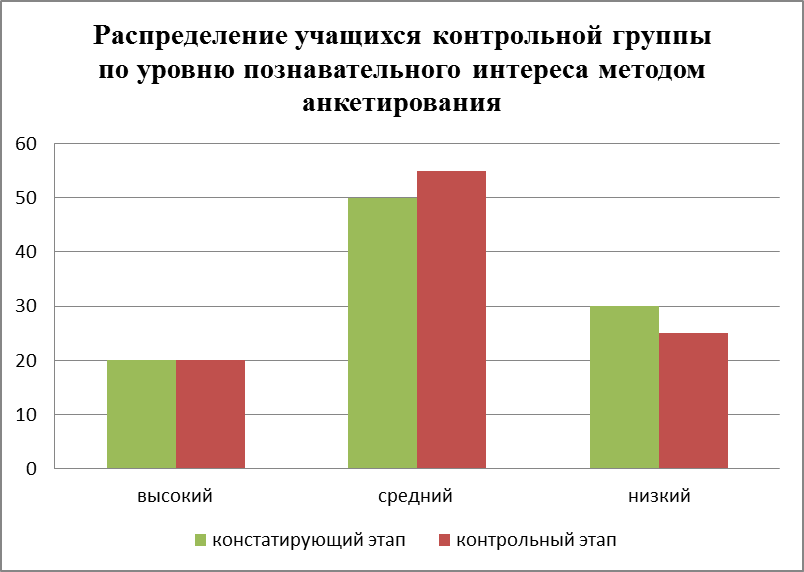 Распределение учащихся контрольной группы
по уровню познавательного интереса методом
анкетирования
60
50
40
30
20
10
0
высокий средний низкий
констатирующий этап контрольный этап